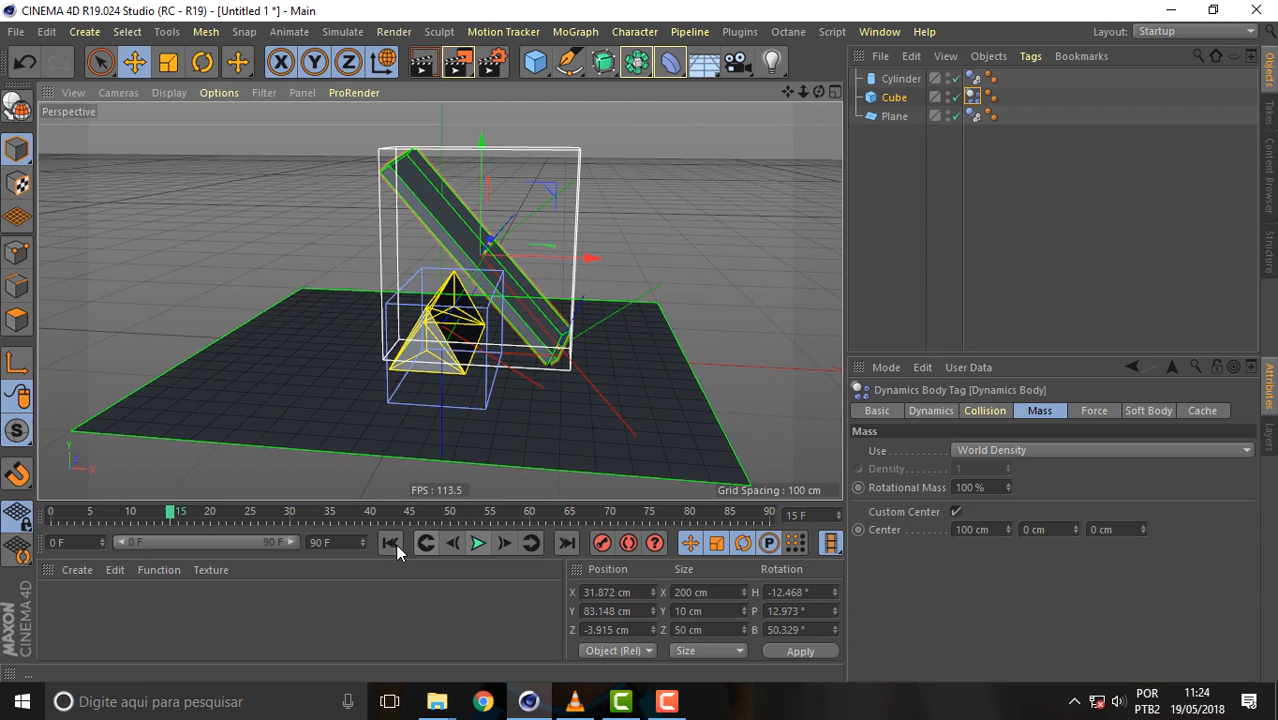 CINEMA 4D R19.024 Studio (RC - R19) - [Untitled 1 *] - Main
File Edit Create Select Tools Mesh Snap Animate Simulate Render Sculpt Motion Tracker MoGraph Character Pipeline Plugins Octane Script Window Help Layout: Startup
File Edit View Objects Tags Bookmarks
View Cameras Display Options Filter Panel ProRender
Perspective
Cylinder
Cube
Plane
Objects
Takes
Content Browser
Structure
Mode Edit User Data
Dynamics Body Tag [Dynamics Body]
Basic Dynamics Collision Mass Force Soft Body Cache
Mass
Use World Density
Density 1
Rotational Mass 100 %
Custom Center
Center 100 cm 0 cm 0 cm
Attributes
Layers
Y
Z
X
FPS : 113.5
Grid Spacing : 100 cm
0 5 10 15 20 25 30 35 40 45 50 55 60 65 70 75 80 85 90 15 F
0 F 0 F 90 F 90 F
Create Edit Function Texture
Position Size Rotation
X 31.872 cm X 200 cm H -12.468 °
Y 83.148 cm Y 10 cm P 12.973 °
Z -3.915 cm Z 50 cm B 50.329 °
Object (Rel) Size Apply
MAXON CINEMA 4D
...
Digite aqui para pesquisar
POR
PTB2
11:24
19/05/2018